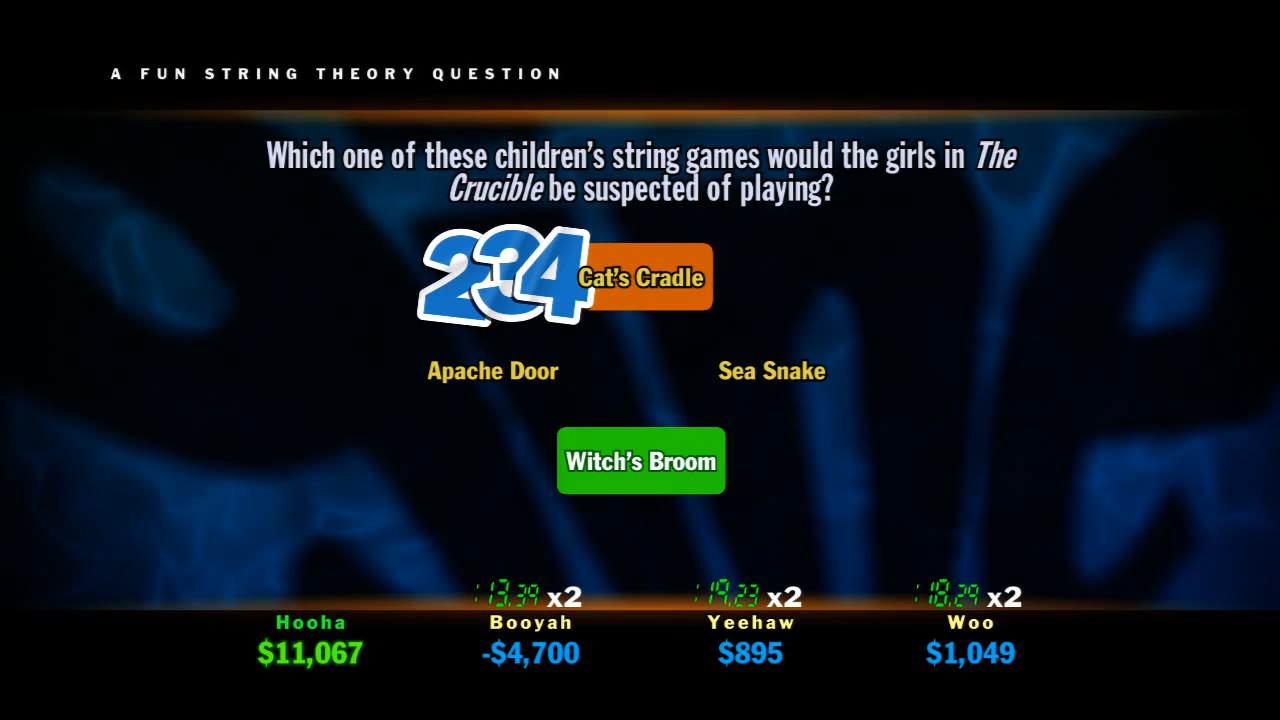 A FUN STRING THEORY QUESTION
Which one of these children's string games would the girls in The
Crucible be suspected of playing?
234 Cat's Cradle
Apache Door Sea Snake
Witch's Broom
13.39 x2 19.23 x2 18.29 x2
Hooha Booyah Yeehaw Woo
$11,067 -$4,700 $895 $1,049